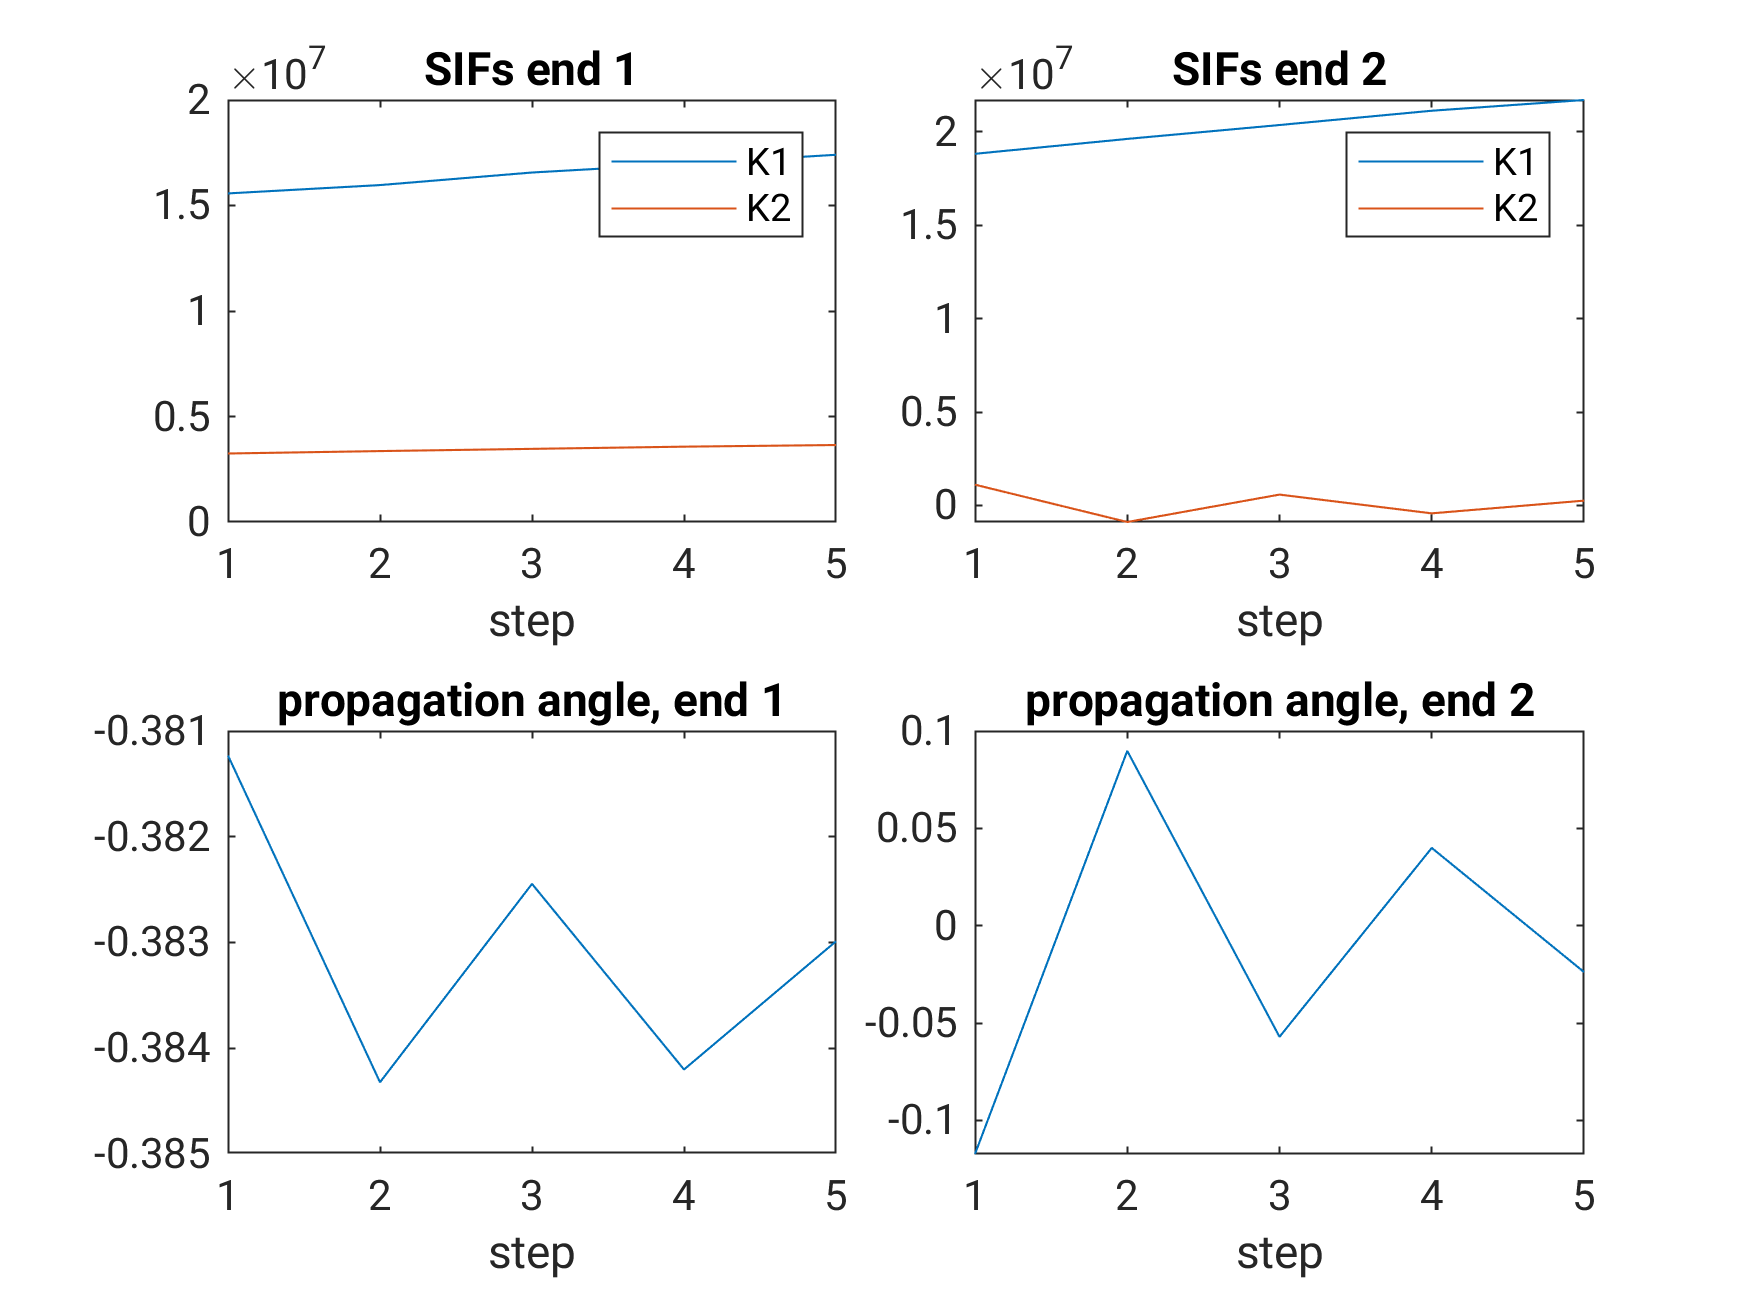 ×10^7
SIFs end 1
2
1.5
1
0.5
0
K1
K2
1 2 3 4 5
step
×10^7
SIFs end 2
2
1.5
1
0.5
0
K1
K2
1 2 3 4 5
step
propagation angle, end 1
-0.381
-0.382
-0.383
-0.384
-0.385
1 2 3 4 5
step
propagation angle, end 2
0.1
0.05
0
-0.05
-0.1
1 2 3 4 5
step